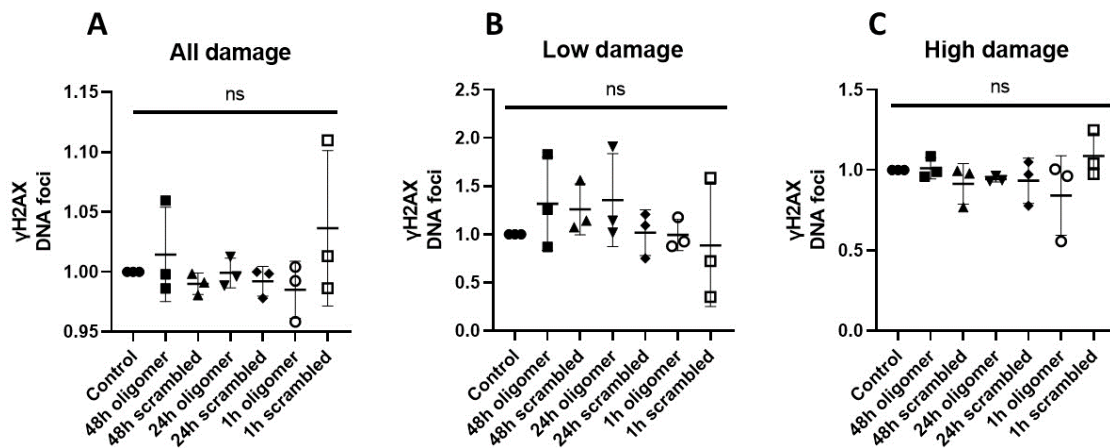 A
All damage
ns
1.15
1.10
1.05
1.00
0.95
γH2AX
DNA foci
Control
48h oligomer
48h scrambled
24h oligomer
24h scrambled
1h oligomer
1h scrambled
B
Low damage
ns
2.5
2.0
1.5
1.0
0.5
0.0
γH2AX
DNA foci
Control
48h oligomer
48h scrambled
24h oligomer
24h scrambled
1h oligomer
1h scrambled
C
High damage
ns
1.5
1.0
0.5
0.0
γH2AX
DNA foci
Control
48h oligomer
48h scrambled
24h oligomer
24h scrambled
1h oligomer
1h scrambled